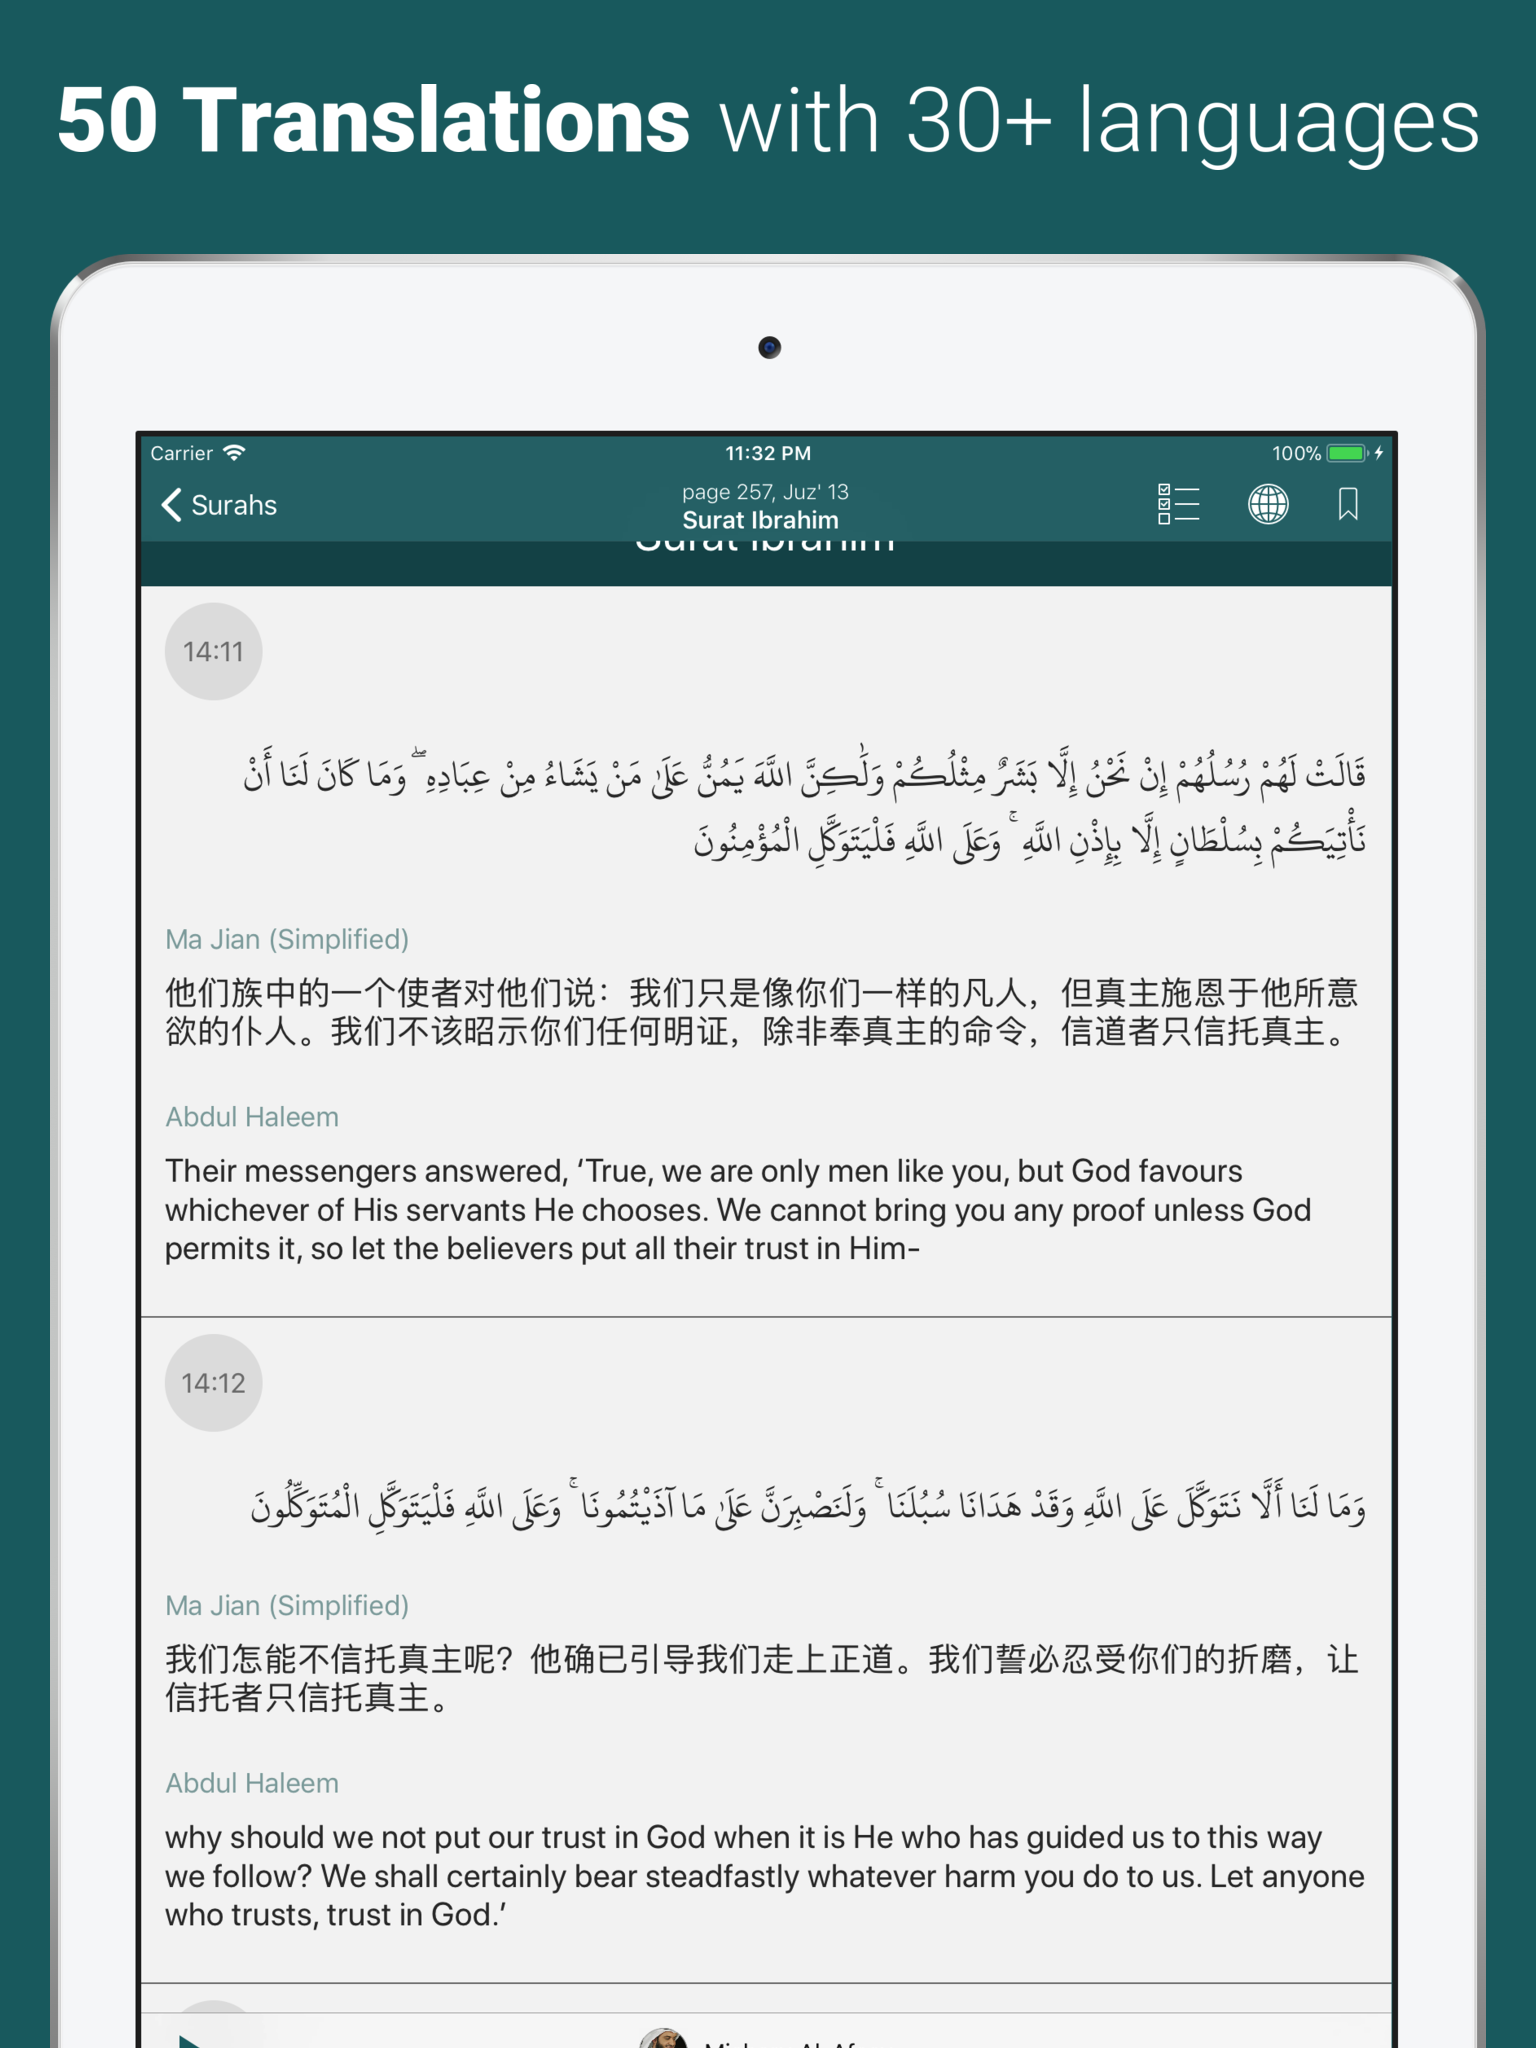 50 Translations with 30+ languages
Carrier
11:32 PM
100%
Surahs
page 257, Juz' 13
Surat Ibrahim
Surat Ibrahim
14:11
قَالَتْ لَهُمْ رُسُلُهُمْ إِنْ نَحْنُ إِلَّا بَشَرٌ مِثْلُكُمْ وَلَٰكِنَّ اللَّهَ يَمُنُّ عَلَىٰ مَنْ يَشَاءُ مِنْ عِبَادِهِ ۖ وَمَا كَانَ لَنَا أَنْ
نَأْتِيَكُمْ بِسُلْطَانٍ إِلَّا بِإِذْنِ اللَّهِ ۚ وَعَلَى اللَّهِ فَلْيَتَوَكَّلِ الْمُؤْمِنُونَ
Ma Jian (Simplified)
他们族中的一个使者对他们说：我们只是像你们一样的凡人，但真主施恩于他所意
欲的仆人。我们不该昭示你们任何明证，除非奉真主的命令，信道者只信托真主。
Abdul Haleem
Their messengers answered, ‘True, we are only men like you, but God favours
whichever of His servants He chooses. We cannot bring you any proof unless God
permits it, so let the believers put all their trust in Him-
14:12
وَمَا لَنَا أَلَّا نَتَوَكَّلَ عَلَى اللَّهِ وَقَدْ هَدَانَا سُبُلَنَا ۚ وَلَنَصْبِرَنَّ عَلَىٰ مَا آذَيْتُمُونَا ۚ وَعَلَى اللَّهِ فَلْيَتَوَكَّلِ الْمُتَوَكِّلُونَ
Ma Jian (Simplified)
我们怎能不信托真主呢？他确已引导我们走上正道。我们誓必忍受你们的折磨，让
信托者只信托真主。
Abdul Haleem
why should we not put our trust in God when it is He who has guided us to this way
we follow? We shall certainly bear steadfastly whatever harm you do to us. Let anyone
who trusts, trust in God.’